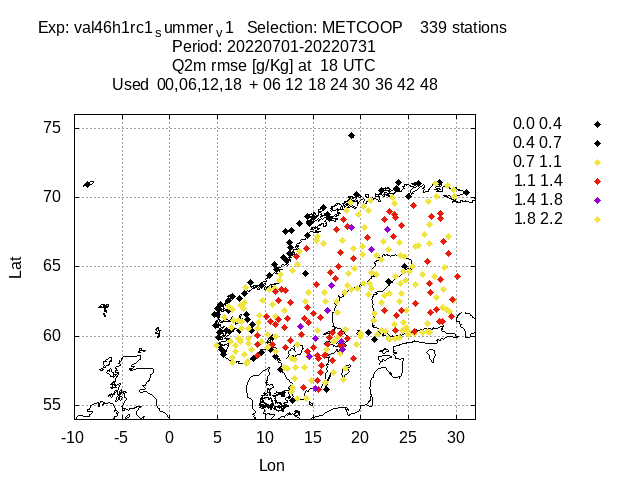 Exp: val46h1rc1summerv1 Selection: METCOOP 339 stations
Period: 20220701-20220731
Q2m rmse [g/Kg] at 18 UTC
Used 00,06,12,18 + 06 12 18 24 30 36 42 48
75
70
65
60
55
Lat
-10 -5 0 5 10 15 20 25 30
Lon
0.0 0.4
0.4 0.7
0.7 1.1
1.1 1.4
1.4 1.8
1.8 2.2